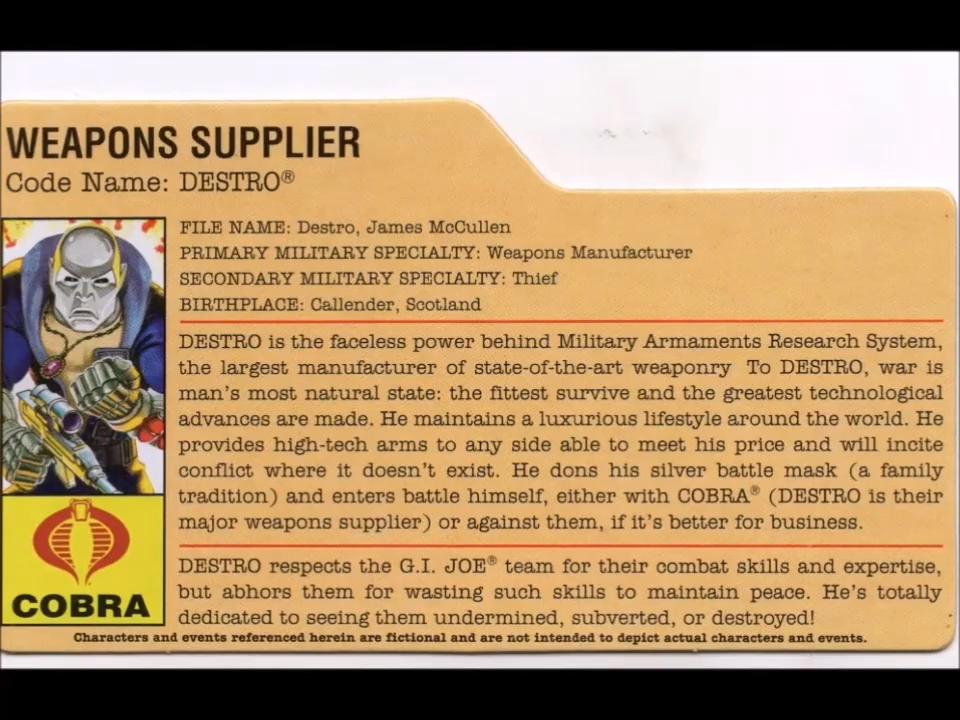 WEAPONS SUPPLIER
Code Name: DESTRO®
FILE NAME: Destro, James McCullen
PRIMARY MILITARY SPECIALTY: Weapons Manufacturer
SECONDARY MILITARY SPECIALTY: Thief
BIRTHPLACE: Callender, Scotland
DESTRO is the faceless power behind Military Armaments Research System,
the largest manufacturer of state-of-the-art weaponry To DESTRO, war is
man's most natural state: the fittest survive and the greatest technological
advances are made. He maintains a luxurious lifestyle around the world. He
provides high-tech arms to any side able to meet his price and will incite
conflict where it doesn't exist. He dons his silver battle mask (a family
tradition) and enters battle himself, either with COBRA® (DESTRO is their
major weapons supplier) or against them, if it's better for business.
DESTRO respects the G.I. JOE® team for their combat skills and expertise,
but abhors them for wasting such skills to maintain peace. He's totally
dedicated to seeing them undermined, subverted, or destroyed!
COBRA
Characters and events referenced herein are fictional and are not intended to depict actual characters and events.